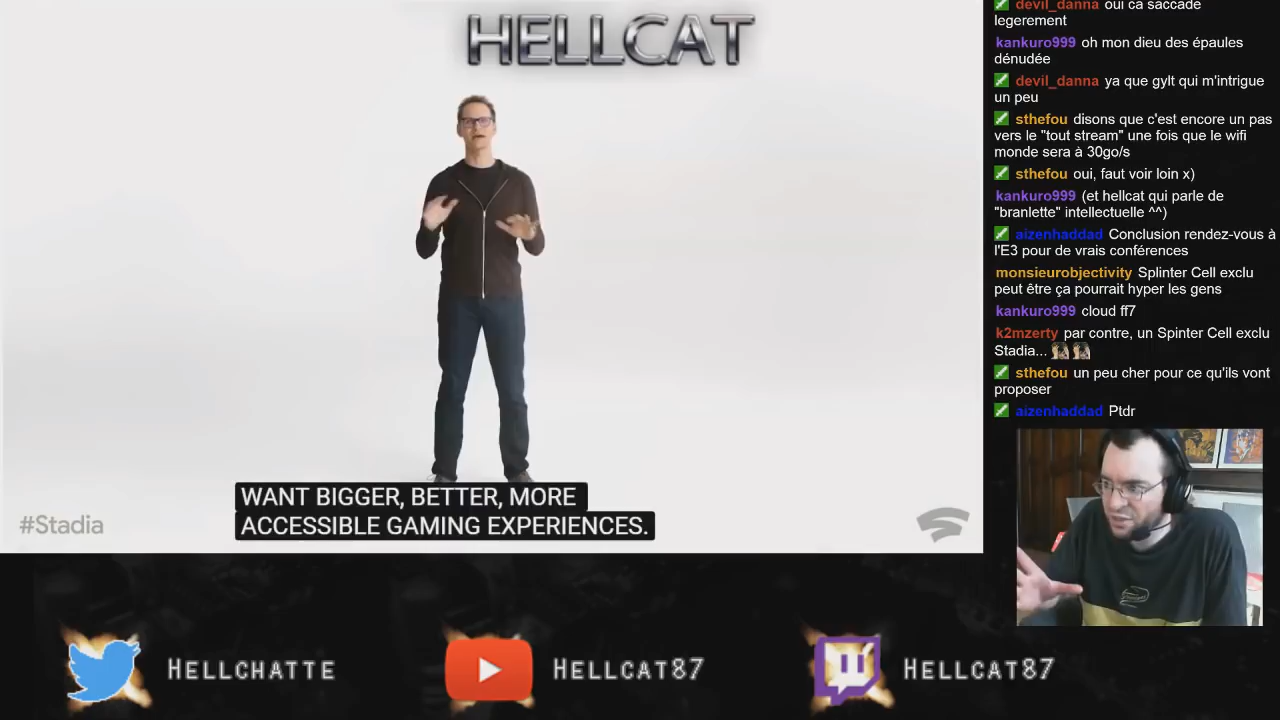 HELLCAT
WANT BIGGER, BETTER, MORE
ACCESSIBLE GAMING EXPERIENCES.
#Stadia
devil_danna oui ca saccade
legerement
kankuro999 oh mon dieu des épaules
dénudée
devil_danna ya que gylt qui m'intrigue
un peu
sthefou disons que c'est encore un pas
vers le "tout stream" une fois que le wifi
monde sera à 30go/s
sthefou oui, faut voir loin x)
kankuro999 (et hellcat qui parle de
"branlette" intellectuelle ^^)
aizenhaddad Conclusion rendez-vous à
l'E3 pour de vrais conférences
monsieurobjectivity Splinter Cell exclu
peut être ça pourrait hyper les gens
kankuro999 cloud ff7
k2mzerty par contre, un Spinter Cell exclu
Stadia...
sthefou un peu cher pour ce qu'ils vont
proposer
aizenhaddad Ptdr
HELLCHATTE
HELLCAT87
HELLCAT87